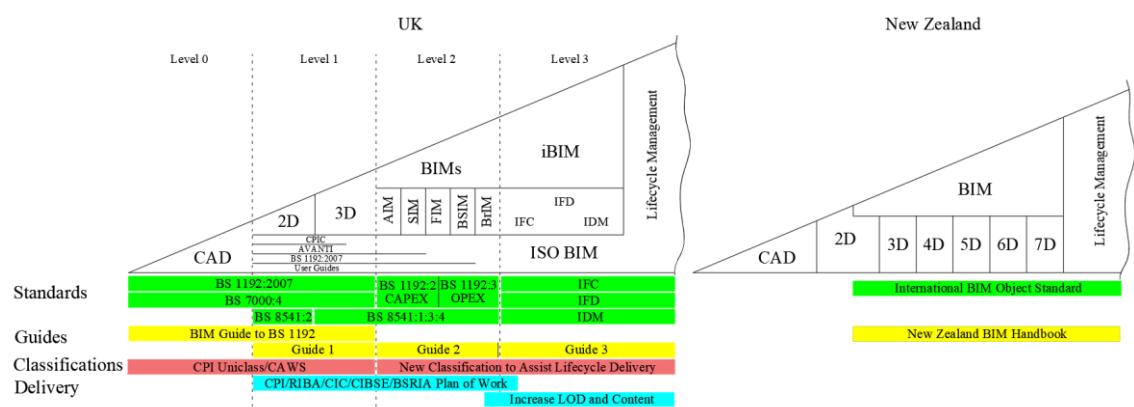 UK
New Zealand
Level 0
Level 1
Level 2
Level 3
Lifecycle Management
iBIM
BIMs
2D
3D
AIM
SIM
FIM
BSIM
BrIM
IFD
IFC
IDM
CAD
CPIC
AVANTI
BS 1192:2007
User Guides
ISO BIM
Lifecycle Management
BIM
CAD
2D
3D
4D
5D
6D
7D
Standards
BS 1192:2007
BS 1192:2
BS 1192:3
IFC
International BIM Object Standard
BS 7000:4
CAPEX
OPEX
IFD
BS 8541:2
BS 8541:1:3:4
IDM
Guides
BIM Guide to BS 1192
New Zealand BIM Handbook
Guide 1
Guide 2
Guide 3
Classifications
CPI Uniclass/CAWS
New Classification to Assist Lifecycle Delivery
Delivery
CPI/RIBA/CIC/CIBSE/BSRIA Plan of Work
Increase LOD and Content